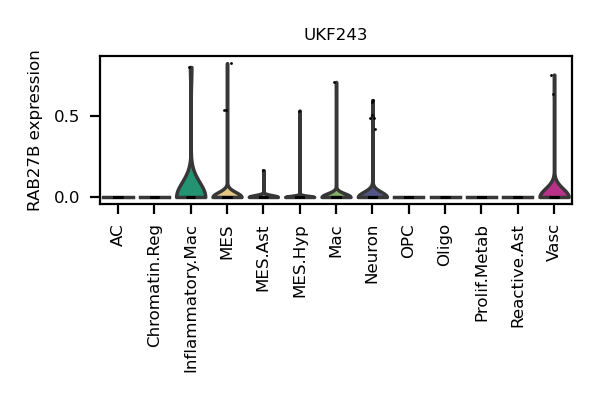 UKF243
RAB27B expression
0.5
0.0
AC
Chromatin.Reg
Inflammatory.Mac
MES
MES.Ast
MES.Hyp
Mac
Neuron
OPC
Oligo
Prolif.Metab
Reactive.Ast
Vasc